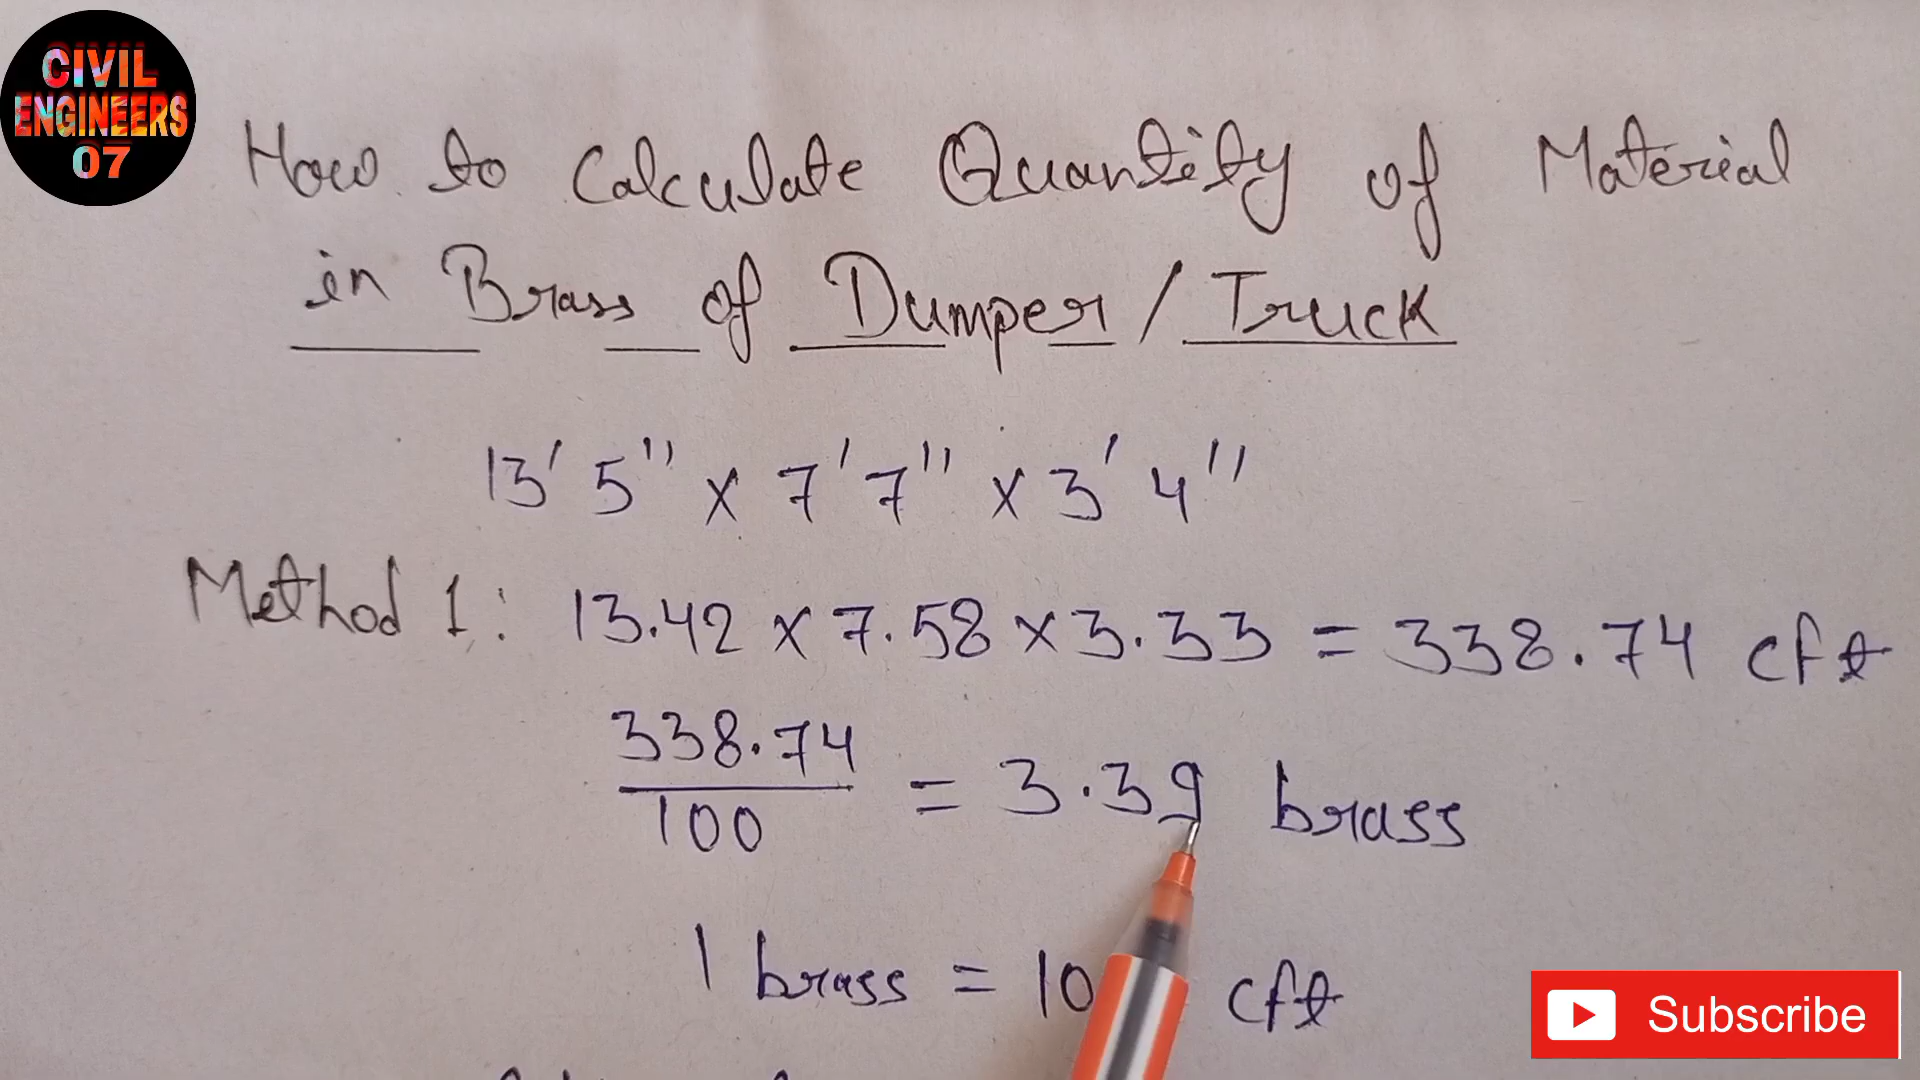 CIVIL
ENGINEERS
07
How to Calculate Quantity of Material
in Brass of Dumper / Truck
13' 5" x 7' 7" x 3' 4"
Method 1: 13.42 x 7.58 x 3.33 = 338.74 cft
338.74
100
= 3.39 brass
1 brass = 10 cft
Subscribe